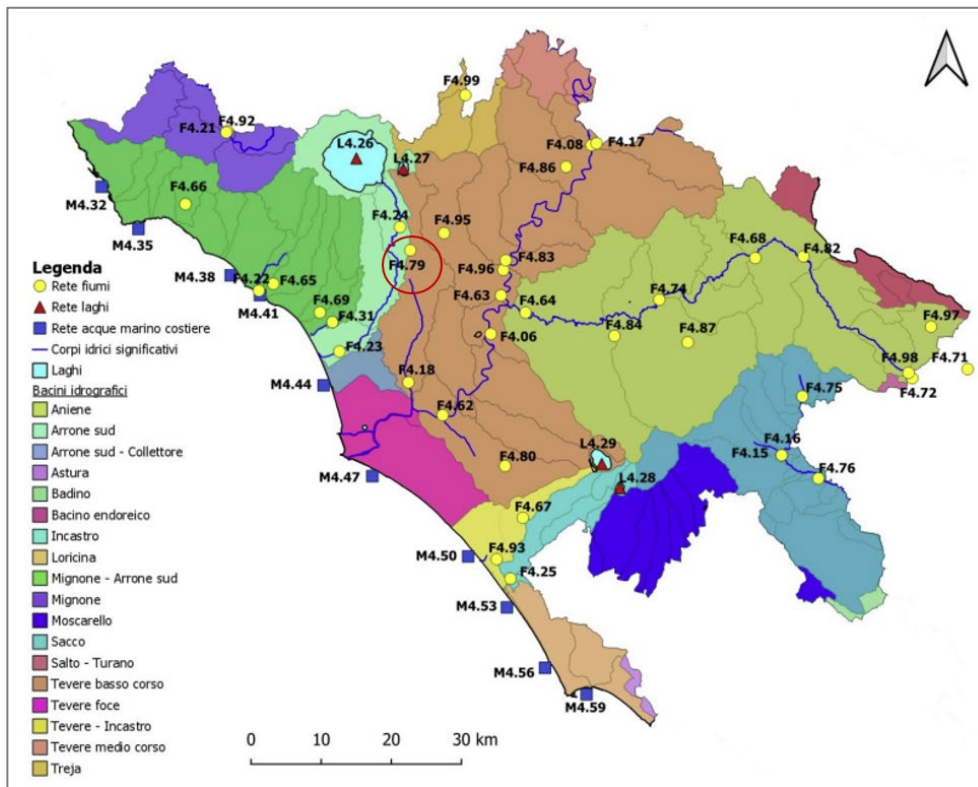 F4.99
F4.92
F4.21
L4.26
L4.27
F4.08
F4.17
F4.86
F4.66
M4.32
M4.35
F4.24
F4.95
F4.68
F4.82
F4.79
F4.83
F4.96
M4.38
F4.22
F4.65
M4.41
F4.63
F4.64
F4.74
F4.69
F4.31
F4.06
F4.84
F4.87
F4.97
F4.23
F4.98
F4.71
F4.72
M4.44
F4.18
F4.75
F4.62
L4.29
F4.16
F4.15
F4.80
L4.28
F4.76
M4.47
F4.67
M4.50
F4.93
F4.25
M4.53
M4.56
M4.59
Legenda
Rete fiumi
Rete laghi
Rete acque marino costiere
Corpi idrici significativi
Laghi
Bacini idrografici
Aniene
Arrone sud
Arrone sud - Collettore
Astura
Badino
Bacino endoreico
Incastro
Loricina
Mignone - Arrone sud
Mignone
Moscarello
Sacco
Salto - Turano
Tevere basso corso
Tevere foce
Tevere - Incastro
Tevere medio corso
Treja
0 10 20 30 km